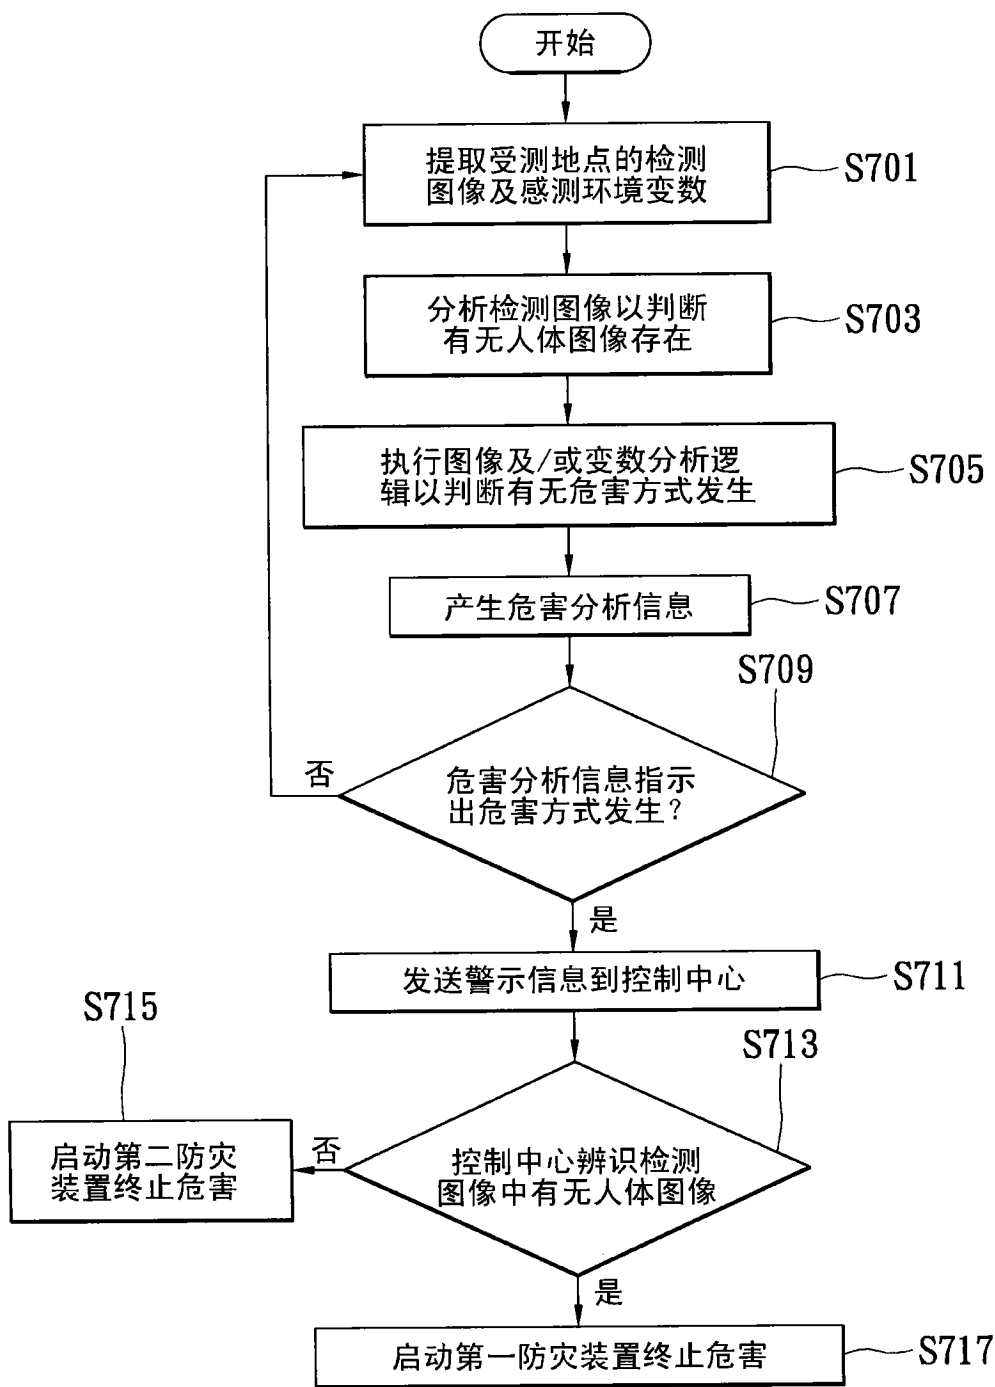 开始
提取受测地点的检测
图像及感测环境变数
S701
分析检测图像以判断
有无人体图像存在
S703
执行图像及/或变数分析逻
辑以判断有无危害方式发生
S705
产生危害分析信息
S707
S709
危害分析信息指示
出危害方式发生?
否
是
发送警示信息到控制中心
S711
S713
控制中心辨识检测
图像中有无人体图像
否
S715
启动第二防灾
装置终止危害
是
启动第一防灾装置终止危害
S717